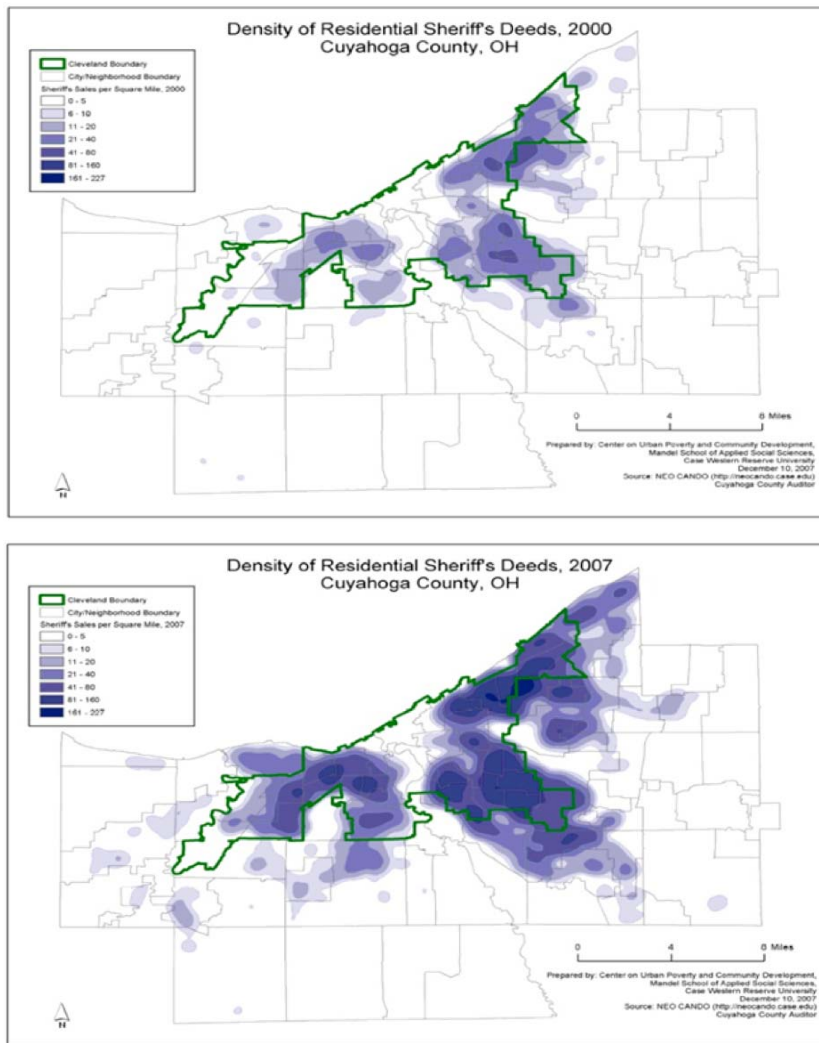 Density of Residential Sheriff's Deeds, 2000
Cuyahoga County, OH
Cleveland Boundary
City/Neighborhood Boundary
Sheriff's Sales per Square Mile, 2000
0 - 5
6 - 10
11 - 20
21 - 40
41 - 80
81 - 160
161 - 227
0 4 8 Miles
Prepared by: Center on Urban Poverty and Community Development,
Mandel School of Applied Social Sciences,
Case Western Reserve University
December 10, 2007
Source: NEO CANDO (http://neocando.case.edu)
Cuyahoga County Auditor
N
Density of Residential Sheriff's Deeds, 2007
Cuyahoga County, OH
Cleveland Boundary
City/Neighborhood Boundary
Sheriff's Sales per Square Mile, 2007
0 - 5
6 - 10
11 - 20
21 - 40
41 - 80
81 - 160
161 - 227
0 4 8 Miles
Prepared by: Center on Urban Poverty and Community Development,
Mandel School of Applied Social Sciences,
Case Western Reserve University
December 10, 2007
Source: NEO CANDO (http://neocando.case.edu)
Cuyahoga County Auditor
N